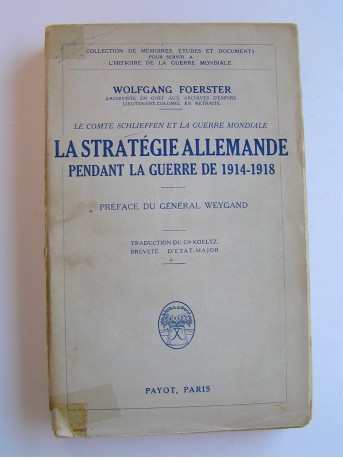 COLLECTION DE MÉMOIRES, ÉTUDES ET DOCUMENTS
POUR SERVIR A
L'HISTOIRE DE LA GUERRE MONDIALE
WOLFGANG FOERSTER
ARCHIVISTE EN CHEF AUX ARCHIVES D'EMPIRE
LIEUTENANT-COLONEL EN RETRAITE
LE COMTE SCHLIEFFEN ET LA GUERRE MONDIALE
LA STRATÉGIE ALLEMANDE
PENDANT LA GUERRE DE 1914-1918
PRÉFACE DU GÉNÉRAL WEYGAND
TRADUCTION DU Ct KOELTZ,
BREVETÉ D'ÉTAT-MAJOR
PAYOT, PARIS